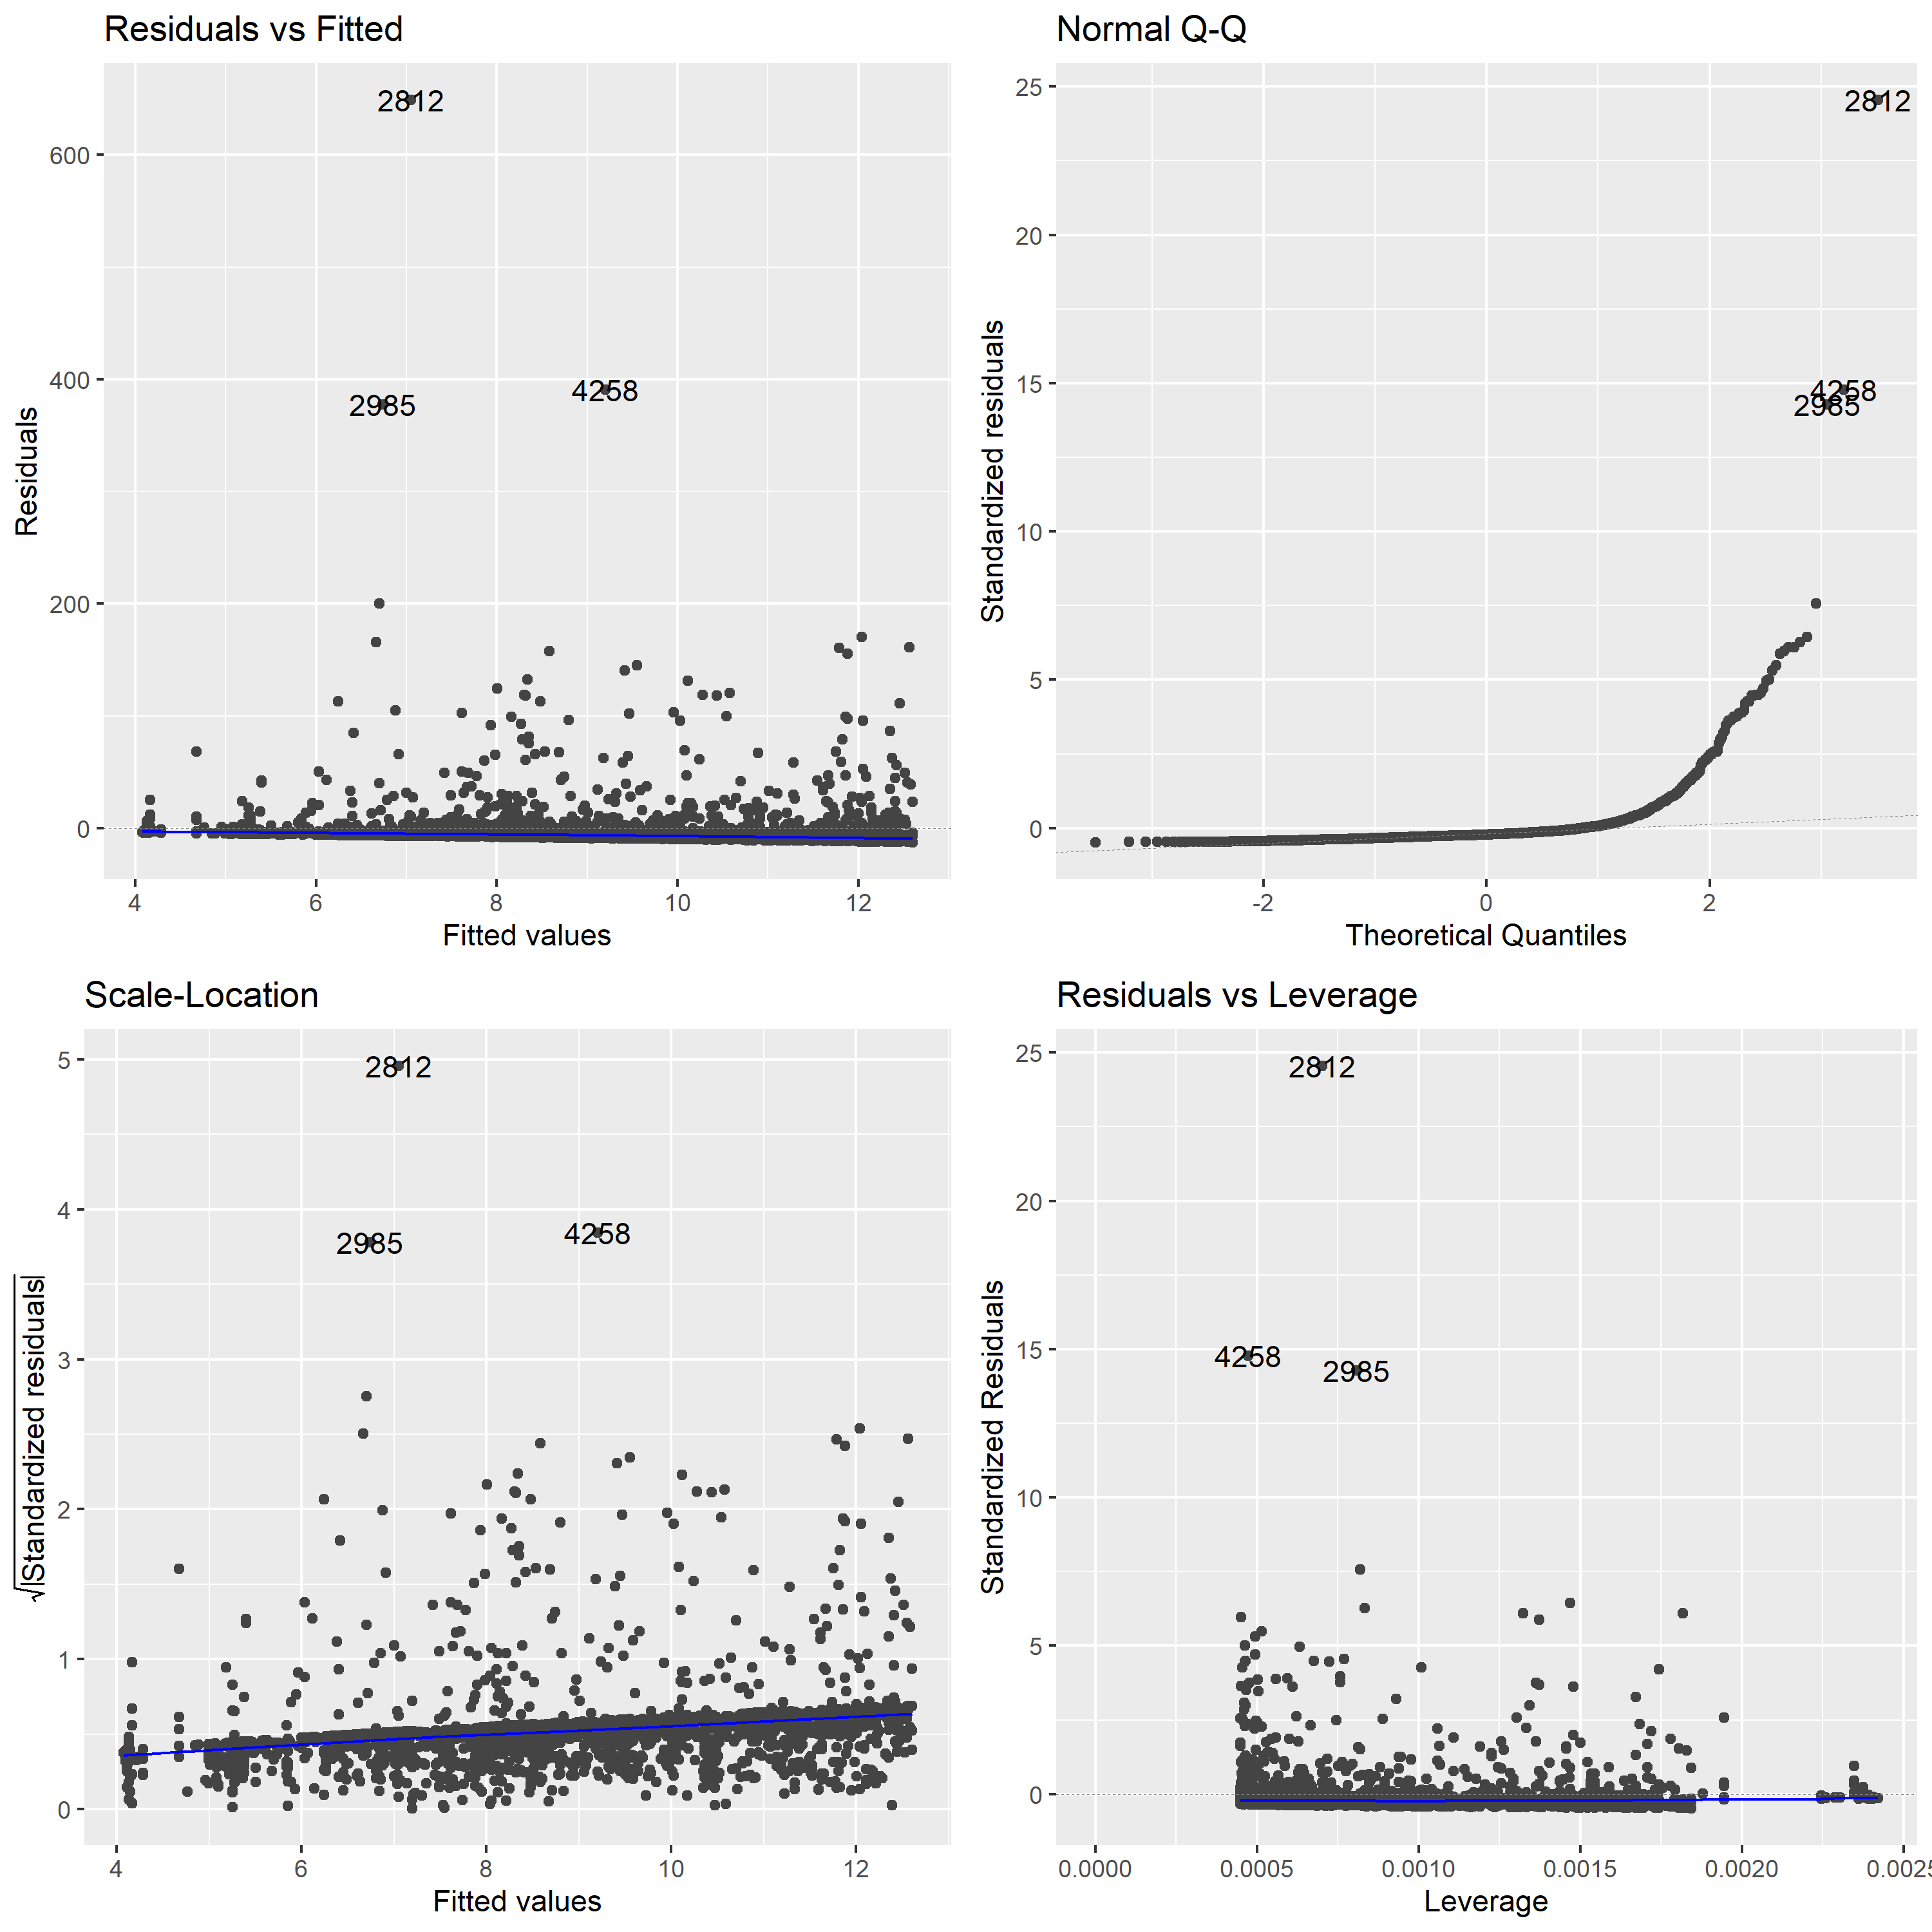 Residuals vs Fitted
2812
600
400
4258
2985
200
0
4 6 8 10 12
Fitted values
Residuals
Normal Q-Q
25
2812
20
15
4258
2985
10
5
0
-2 0 2
Theoretical Quantiles
Standardized residuals
Scale-Location
5
2812
4
4258
2985
3
2
1
0
4 6 8 10 12
Fitted values
√|Standardized residuals|
Residuals vs Leverage
25
2812
20
15
4258
2985
10
5
0
0.0000 0.0005 0.0010 0.0015 0.0020 0.0025
Leverage
Standardized Residuals